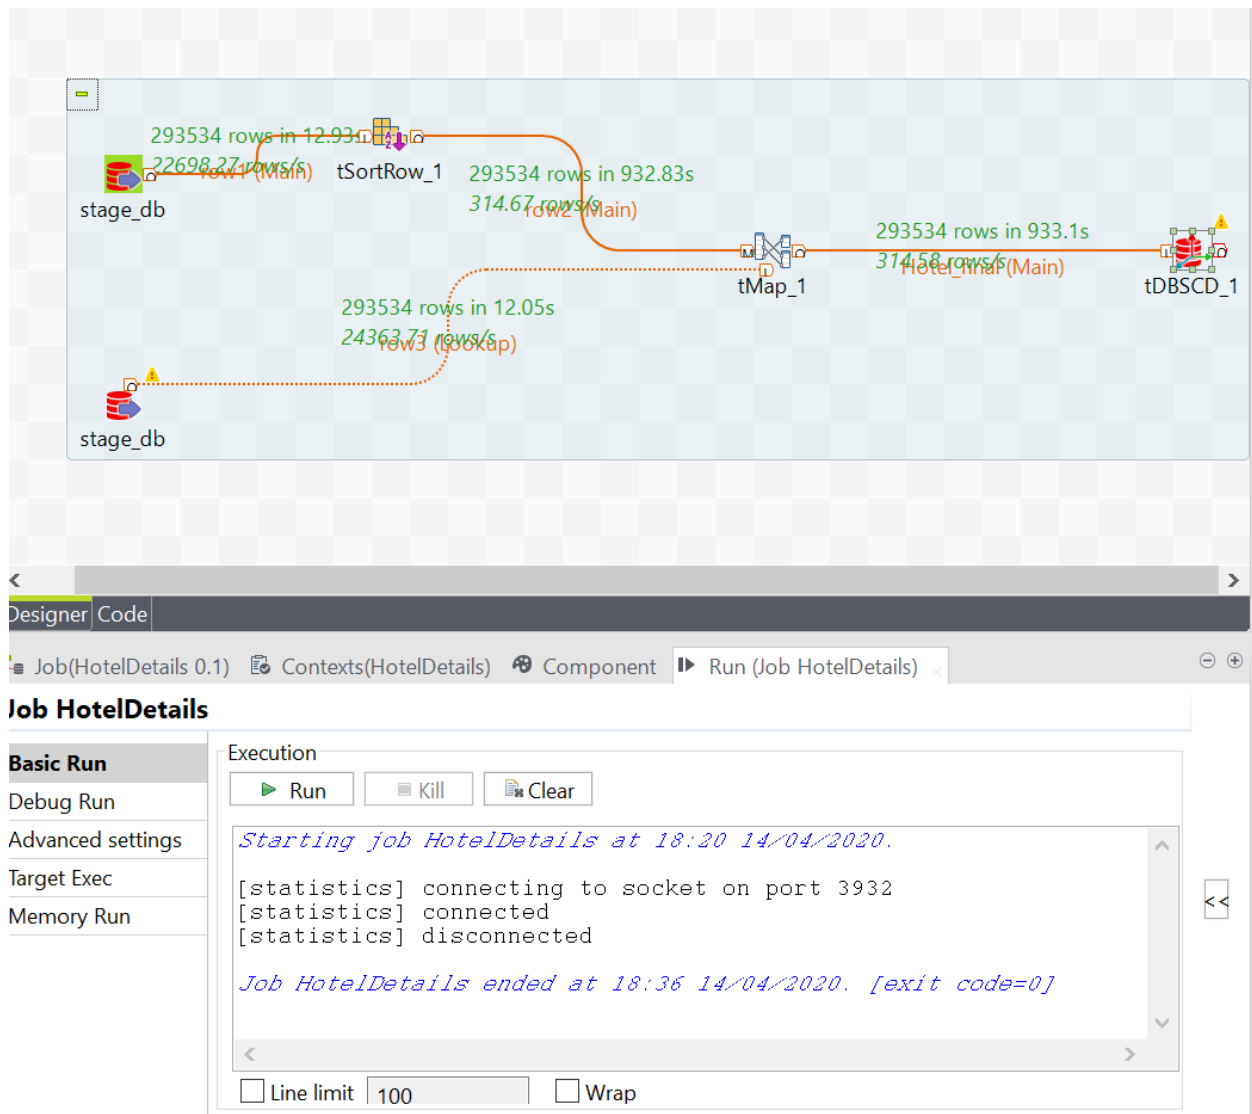 293534 rows in 12.93s
22698.27 rows/s
row1 (Main)
tSortRow_1
stage_db
293534 rows in 932.83s
314.67 rows/s
row2 (Main)
293534 rows in 933.1s
314.58 rows/s
Hotel_final (Main)
tMap_1
tDBSCD_1
293534 rows in 12.05s
24363.71 rows/s
row3 (Lookup)
stage_db
Designer Code
Job(HotelDetails 0.1) Contexts(HotelDetails) Component Run (Job HotelDetails)
Job HotelDetails
Basic Run
Debug Run
Advanced settings
Target Exec
Memory Run
Execution
Run Kill Clear
Starting job HotelDetails at 18:20 14/04/2020.
[statistics] connecting to socket on port 3932
[statistics] connected
[statistics] disconnected
Job HotelDetails ended at 18:36 14/04/2020. [exit code=0]
<<
Line limit 100 Wrap